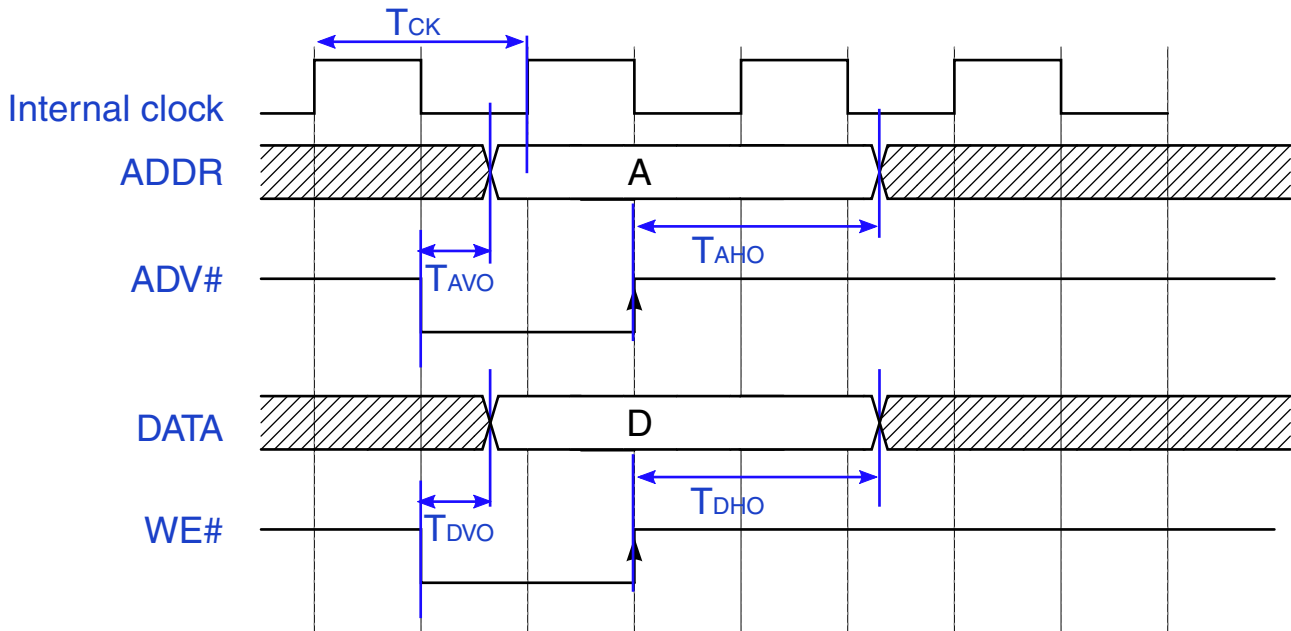 TCK
Internal clock
ADDR
A
TAHO
TAVO
ADV#
DATA
D
TDHO
TDVO
WE#